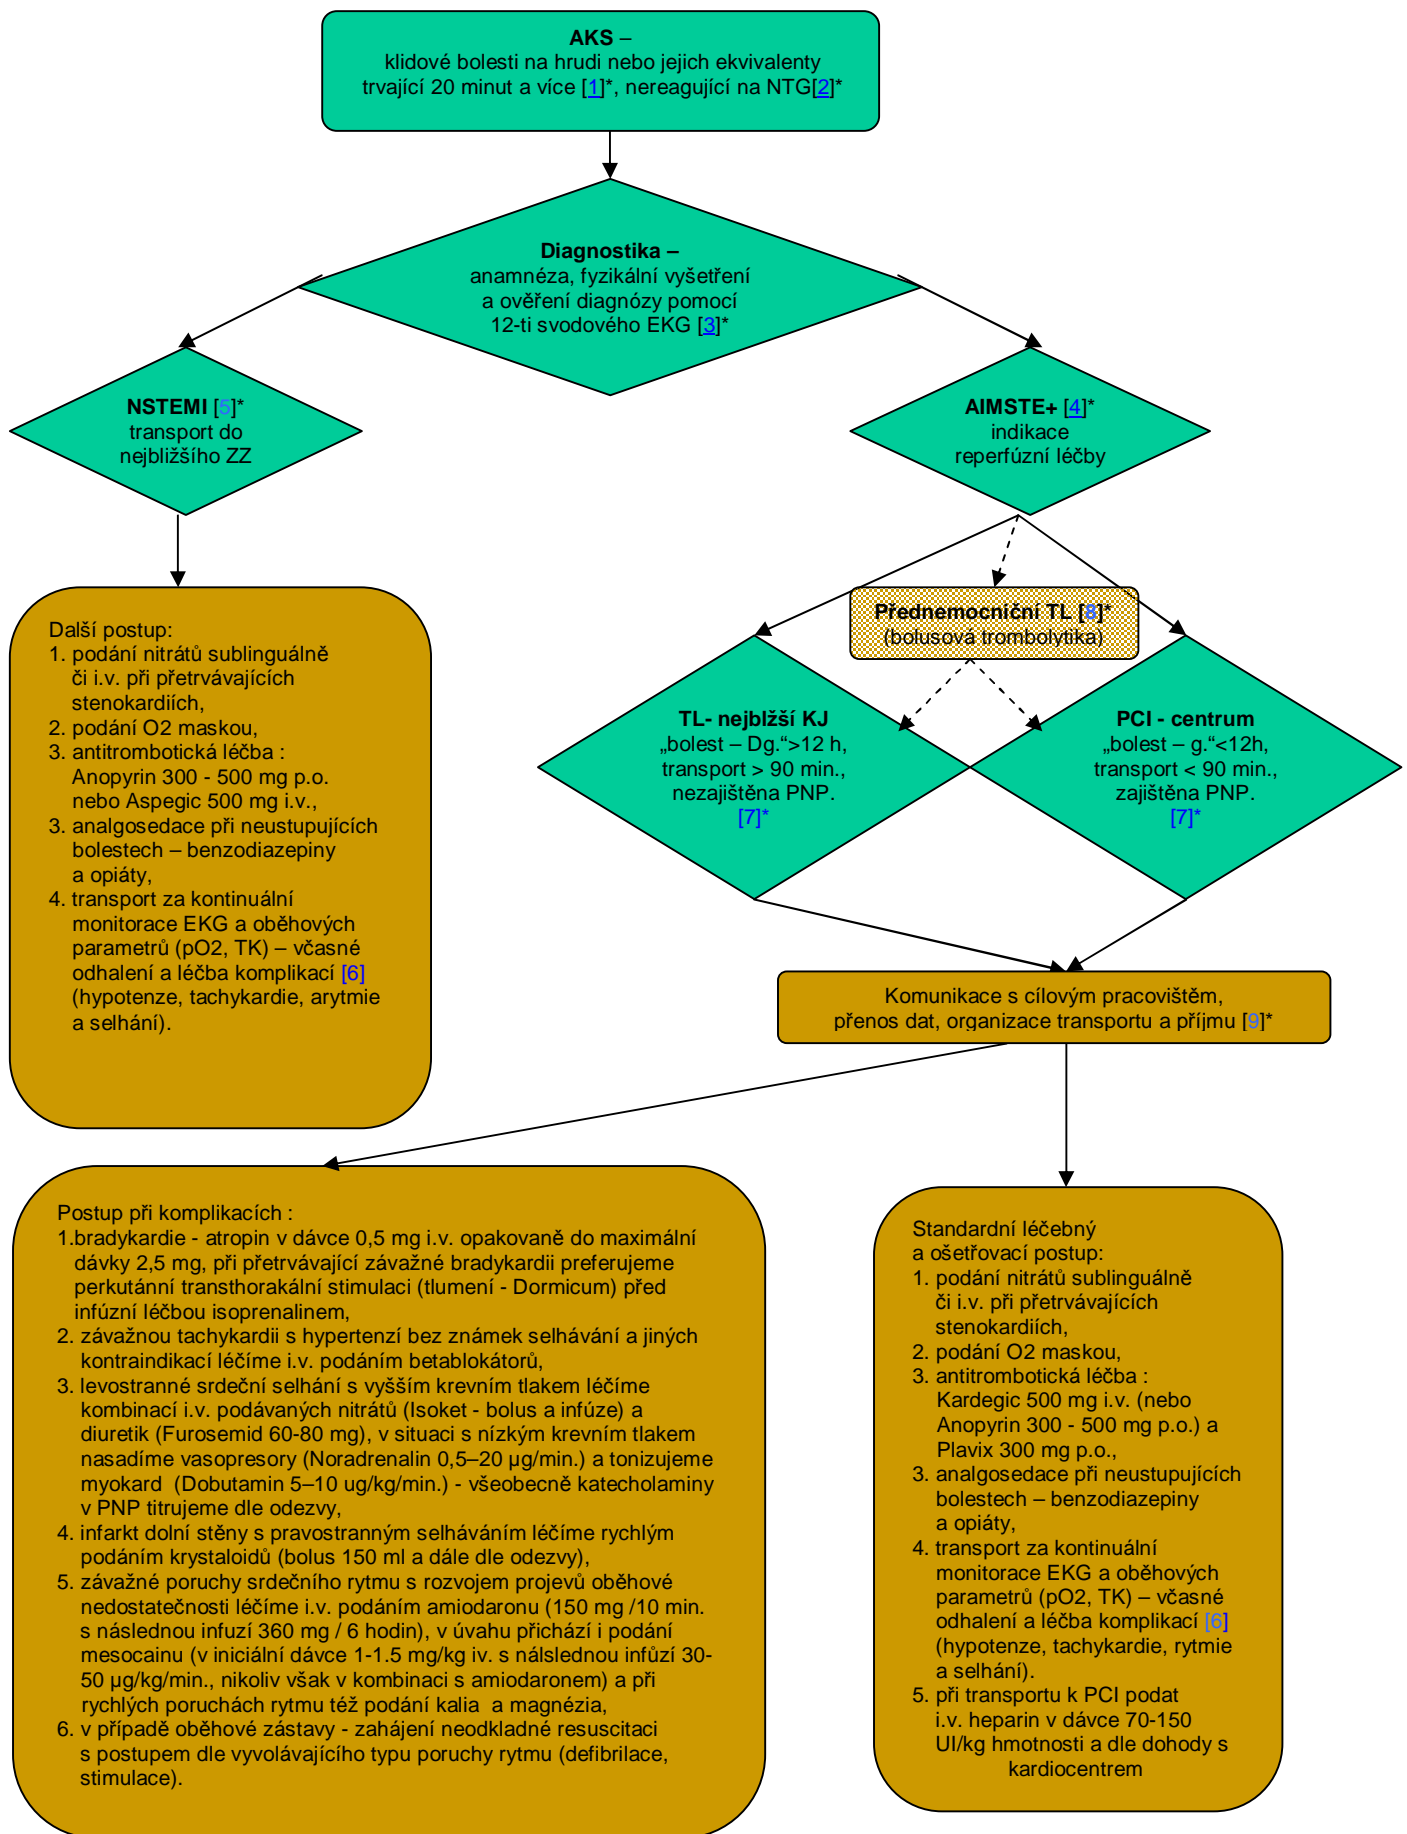 AKS –
klidové bolesti na hrudi nebo jejich ekvivalenty
trvající 20 minut a více [1]*, nereagující na NTG[2]*
Diagnostika –
anamnéza, fyzikální vyšetření
a ověření diagnózy pomocí
12-ti svodového EKG [3]*
NSTEMI [5]*
transport do
nejbližšího ZZ
AIMSTE+ [4]*
indikace
reperfúzní léčby
Přednemocniční TL [8]*
(bolusová trombolytika)
TL- nejblžší KJ
„bolest – Dg.“>12 h,
transport > 90 min.,
nezajištěna PNP.
[7]*
PCI - centrum
„bolest – g.“<12h,
transport < 90 min.,
zajištěna PNP.
[7]*
Další postup:
1. podání nitrátů sublinguálně
či i.v. při přetrvávajících
stenokardiích,
2. podání O2 maskou,
3. antitrombotická léčba :
Anopyrin 300 - 500 mg p.o.
nebo Aspegic 500 mg i.v.,
3. analgosedace při neustupujících
bolestech – benzodiazepiny
a opiáty,
4. transport za kontinuální
monitorace EKG a oběhových
parametrů (pO2, TK) – včasné
odhalení a léčba komplikací [6]
(hypotenze, tachykardie, arytmie
a selhání).
Komunikace s cílovým pracovištěm,
přenos dat, organizace transportu a příjmu [9]*
Postup při komplikacích :
1.bradykardie - atropin v dávce 0,5 mg i.v. opakovaně do maximální
dávky 2,5 mg, při přetrvávající závažné bradykardii preferujeme
perkutánní transthorakální stimulaci (tlumení - Dormicum) před
infúzní léčbou isoprenalinem,
2. závažnou tachykardii s hypertenzí bez známek selhávání a jiných
kontraindikací léčíme i.v. podáním betablokátorů,
3. levostranné srdeční selhání s vyšším krevním tlakem léčíme
kombinací i.v. podávaných nitrátů (Isoket - bolus a infúze) a
diuretik (Furosemid 60-80 mg), v situaci s nízkým krevním tlakem
nasadíme vasopresory (Noradrenalin 0,5–20 µg/min.) a tonizujeme
myokard  (Dobutamin 5–10 ug/kg/min.) - všeobecně katecholaminy
v PNP titrujeme dle odezvy,
4. infarkt dolní stěny s pravostranným selháváním léčíme rychlým
podáním krystaloidů (bolus 150 ml a dále dle odezvy),
5. závažné poruchy srdečního rytmu s rozvojem projevů oběhové
nedostatečnosti léčíme i.v. podáním amiodaronu (150 mg /10 min.
s následnou infuzí 360 mg / 6 hodin), v úvahu přichází i podání
mesocainu (v iniciální dávce 1-1.5 mg/kg iv. s nálslednou infůzí 30-
50 µg/kg/min., nikoliv však v kombinaci s amiodaronem) a při
rychlých poruchách rytmu též podání kalia  a magnézia,
6. v případě oběhové zástavy - zahájení neodkladné resuscitaci
s postupem dle vyvolávajícího typu poruchy rytmu (defibrilace,
stimulace).
Standardní léčebný
a ošetřovací postup:
1. podání nitrátů sublinguálně
či i.v. při přetrvávajících
stenokardiích,
2. podání O2 maskou,
3. antitrombotická léčba :
Kardegic 500 mg i.v. (nebo
Anopyrin 300 - 500 mg p.o.) a
Plavix 300 mg p.o.,
3. analgosedace při neustupujících
bolestech – benzodiazepiny
a opiáty,
4. transport za kontinuální
monitorace EKG a oběhových
parametrů (pO2, TK) – včasné
odhalení a léčba komplikací [6]
(hypotenze, tachykardie, rytmie
a selhání).
5. při transportu k PCI podat
i.v. heparin v dávce 70-150
UI/kg hmotnosti a dle dohody s
kardiocentrem